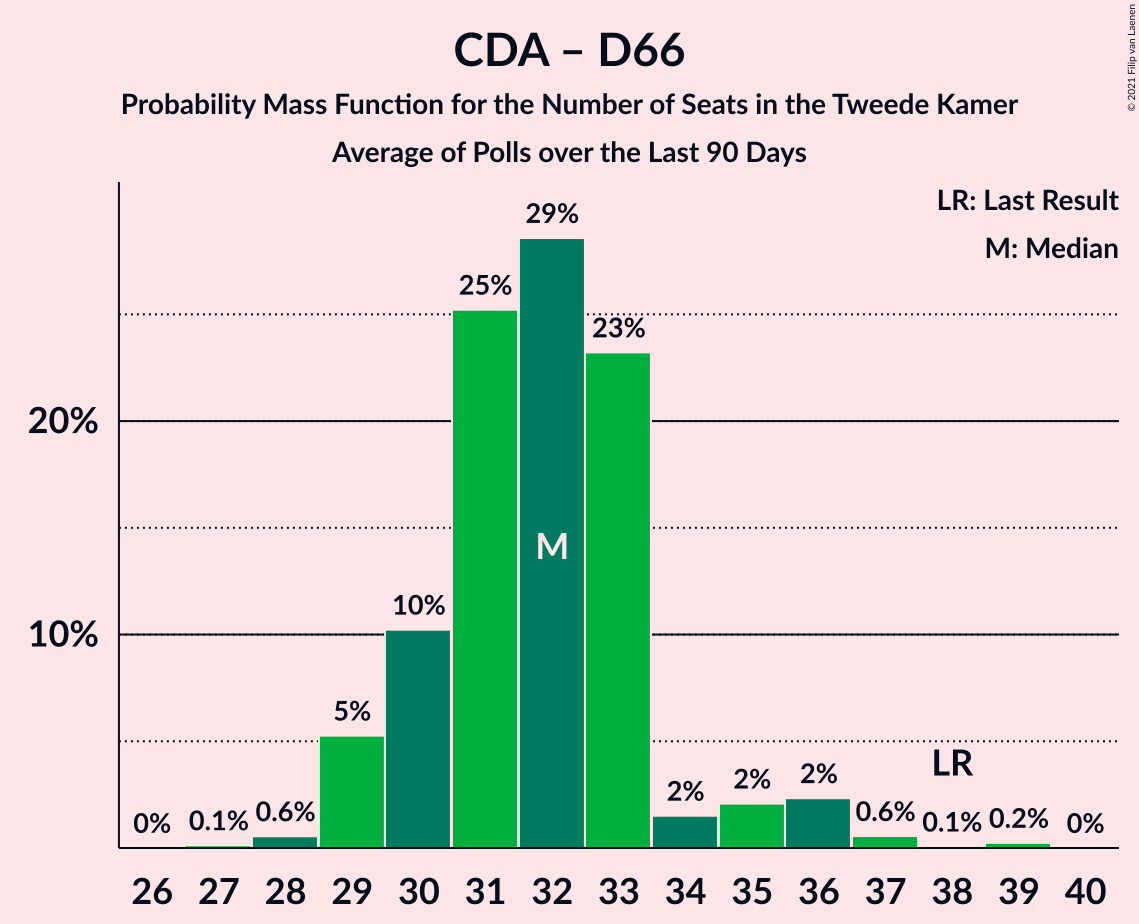 CDA – D66
Probability Mass Function for the Number of Seats in the Tweede Kamer
Average of Polls over the Last 90 Days
© 2021 Filip van Laenen
LR: Last Result
M: Median
20%
10%
0%
0.1%
0.6%
5%
10%
25%
29%
23%
2%
2%
2%
0.6%
0.1%
0.2%
0%
M
LR
26 27 28 29 30 31 32 33 34 35 36 37 38 39 40